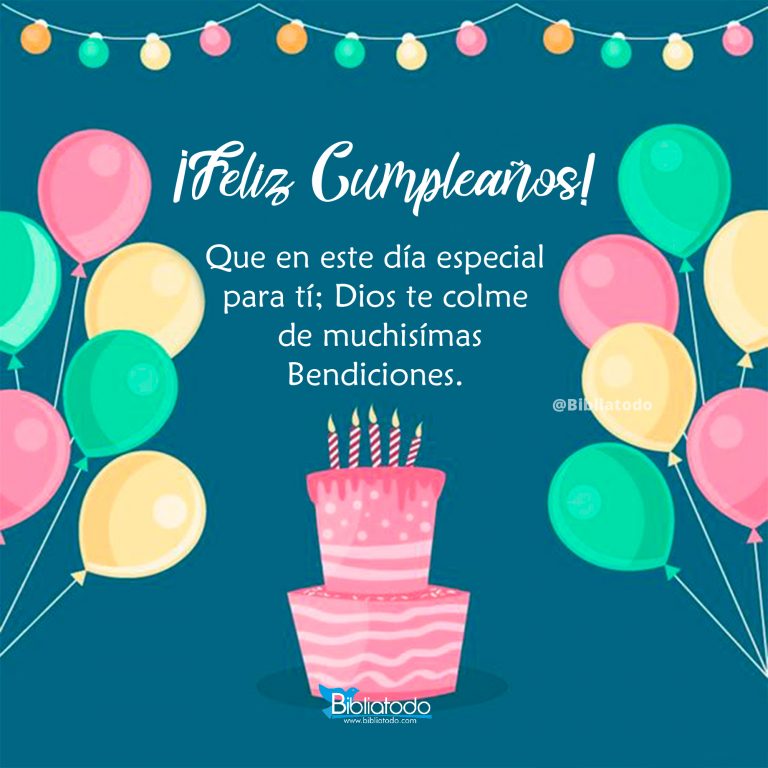 ¡Feliz Cumpleaños!
Que en este día especial
para tí; Dios te colme
de muchisímas
Bendiciones.
@Bibliatodo
Bibliatodo
www.bibliatodo.com